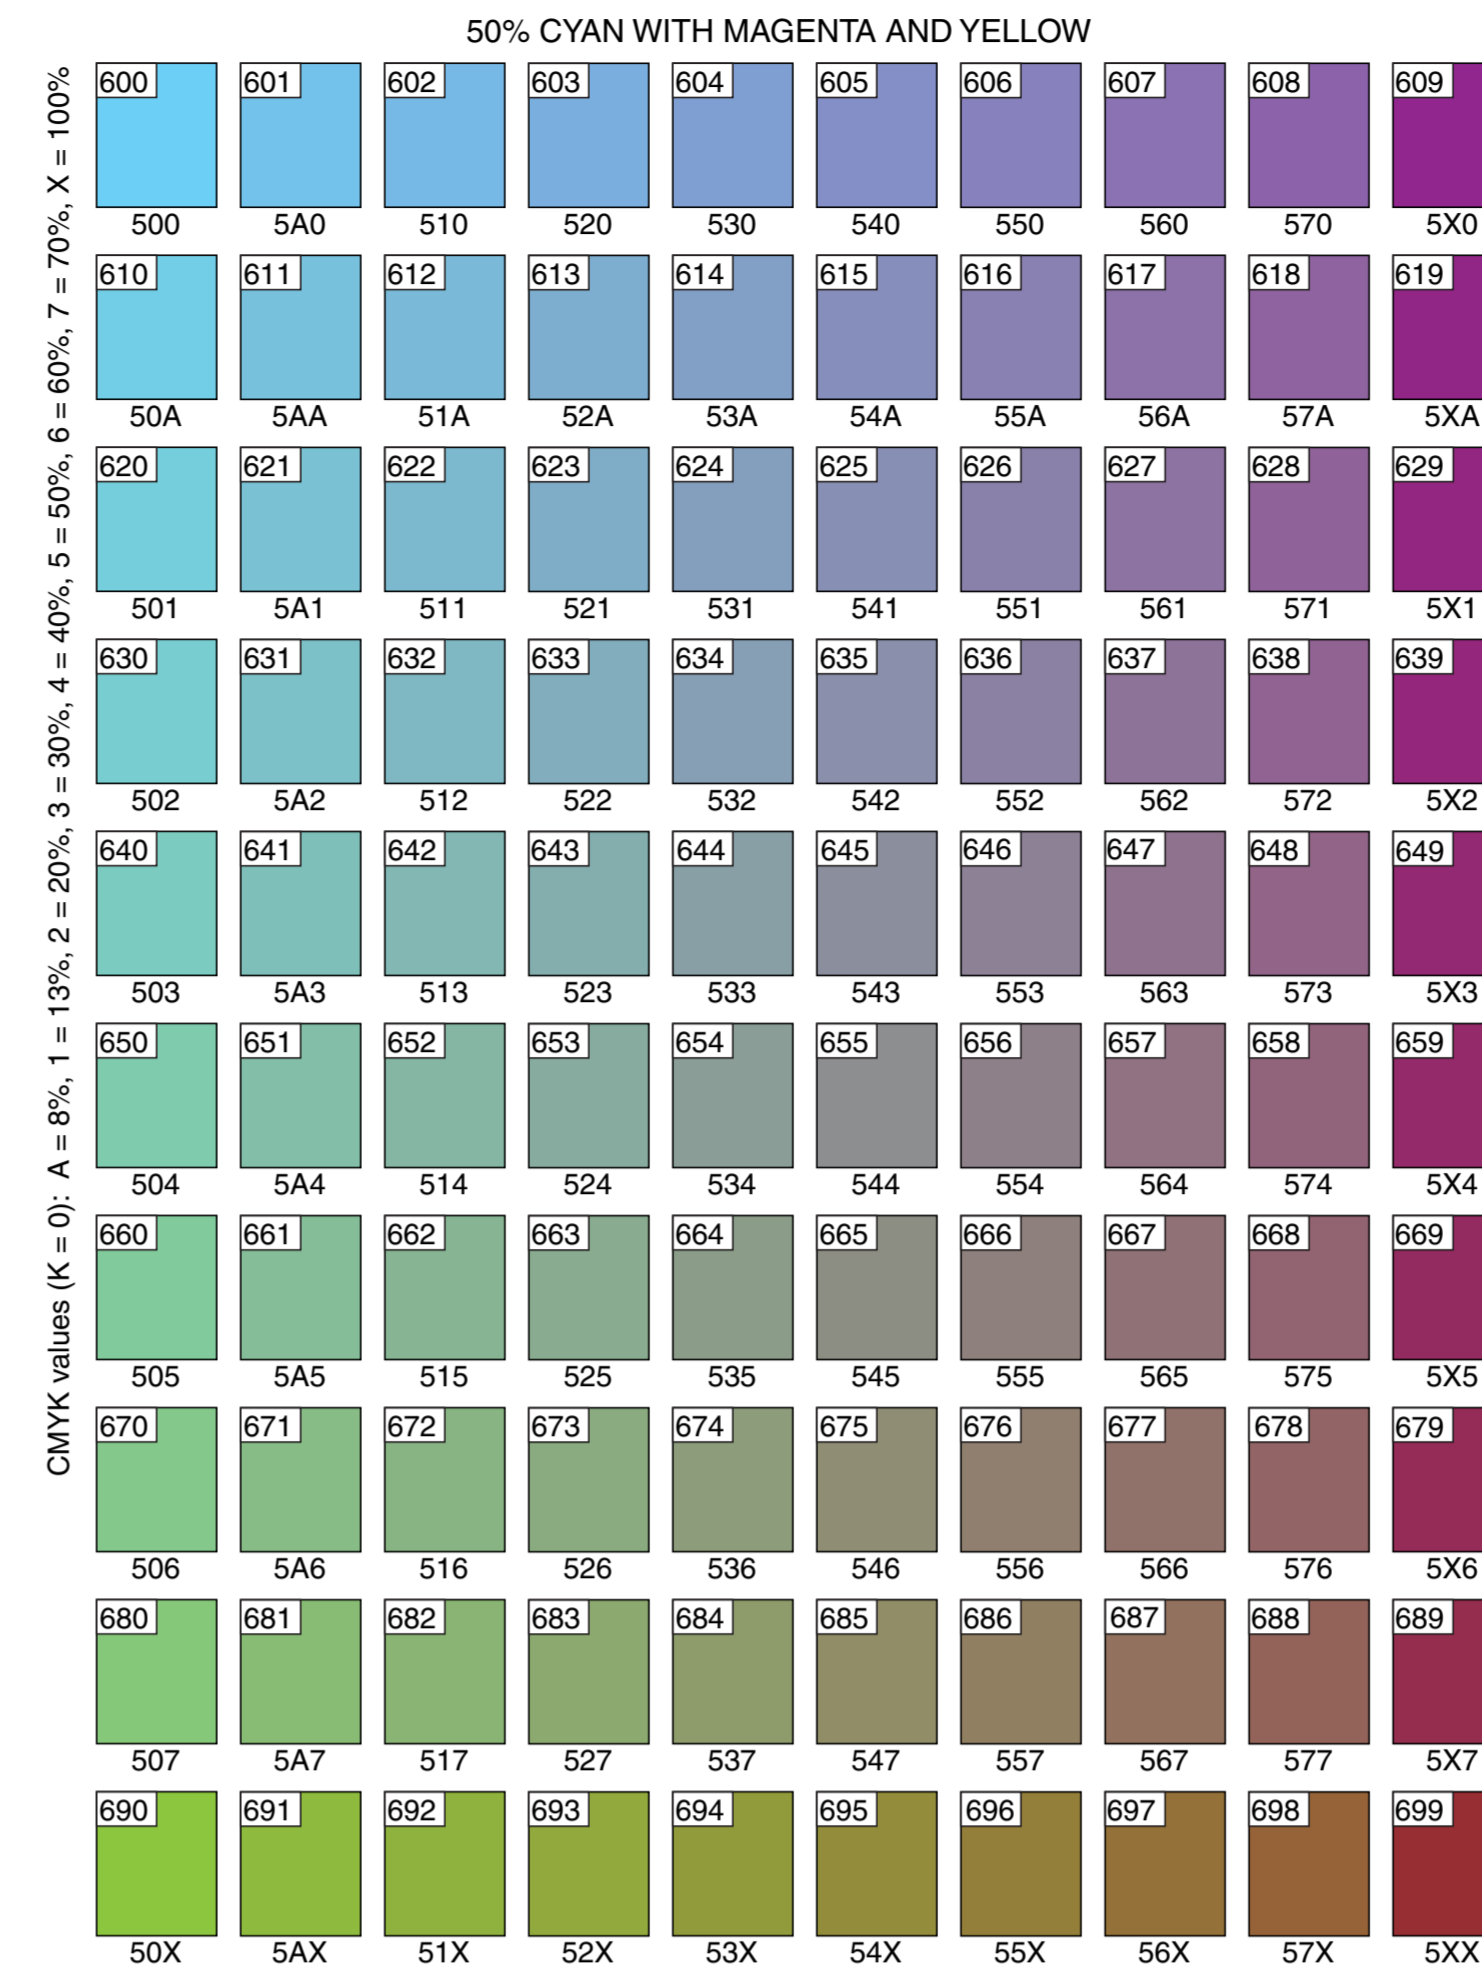 50% CYAN WITH MAGENTA AND YELLOW
CMYK values (K = 0):  A = 8%, 1 = 13%, 2 = 20%, 3 = 30%, 4 = 40%, 5 = 50%, 6 = 60%, 7 = 70%, X = 100%
600 601 602 603 604 605 606 607 608 609
500 5A0 510 520 530 540 550 560 570 5X0
610 611 612 613 614 615 616 617 618 619
50A 5AA 51A 52A 53A 54A 55A 56A 57A 5XA
620 621 622 623 624 625 626 627 628 629
501 5A1 511 521 531 541 551 561 571 5X1
630 631 632 633 634 635 636 637 638 639
502 5A2 512 522 532 542 552 562 572 5X2
640 641 642 643 644 645 646 647 648 649
503 5A3 513 523 533 543 553 563 573 5X3
650 651 652 653 654 655 656 657 658 659
504 5A4 514 524 534 544 554 564 574 5X4
660 661 662 663 664 665 666 667 668 669
505 5A5 515 525 535 545 555 565 575 5X5
670 671 672 673 674 675 676 677 678 679
506 5A6 516 526 536 546 556 566 576 5X6
680 681 682 683 684 685 686 687 688 689
507 5A7 517 527 537 547 557 567 577 5X7
690 691 692 693 694 695 696 697 698 699
50X 5AX 51X 52X 53X 54X 55X 56X 57X 5XX